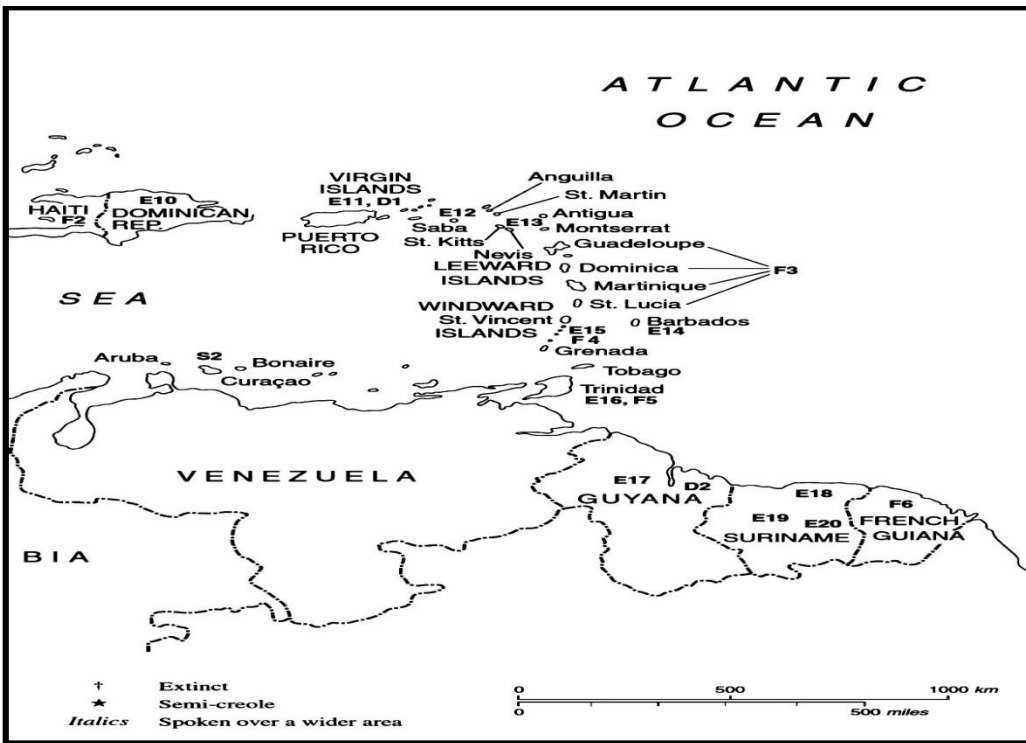 ATLANTIC
OCEAN
VIRGIN
ISLANDS
E11, D1
Anguilla
St. Martin
E10
HAITI
F2
DOMINICAN
REP.
PUERTO
RICO
E12
Saba
E13
St. Kitts
Nevis
Antigua
Montserrat
Guadeloupe
LEEWARD
ISLANDS
Dominica
F3
Martinique
St. Lucia
SEA
WINDWARD
St. Vincent
ISLANDS
E15
F4
Barbados
E14
Grenada
Aruba
S2
Bonaire
Curaçao
Tobago
Trinidad
E16, F5
VENEZUELA
E17
GUYANA
D2
E18
E19
E20
SURINAME
F6
FRENCH
GUIANA
BIA
† Extinct
★ Semi-creole
Italics Spoken over a wider area
0 500 1000 km
0 500 miles